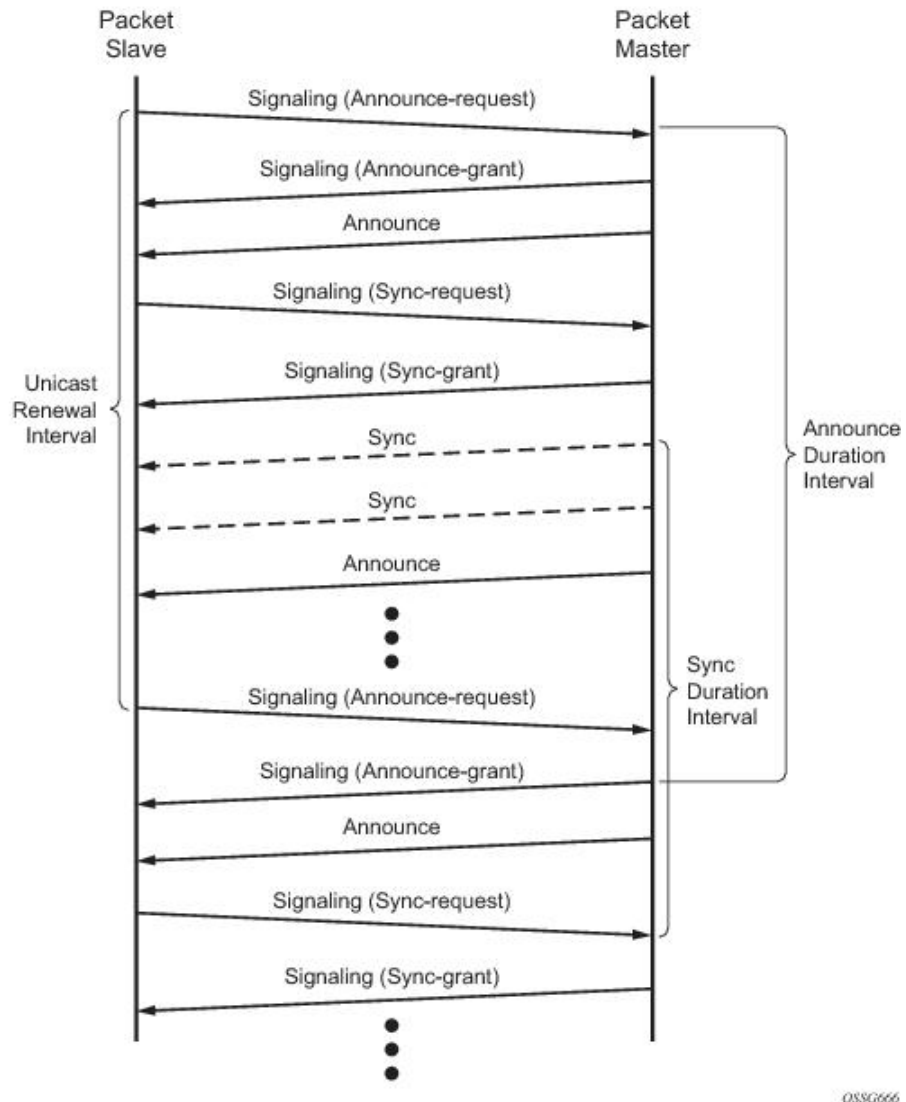 Packet
Slave
Packet
Master
Signaling (Announce-request)
Signaling (Announce-grant)
Announce
Signaling (Sync-request)
Signaling (Sync-grant)
Unicast
Renewal
Interval
Sync
Announce
Duration
Interval
Sync
Announce
Sync
Duration
Interval
Signaling (Announce-request)
Signaling (Announce-grant)
Announce
Signaling (Sync-request)
Signaling (Sync-grant)
OSSG666